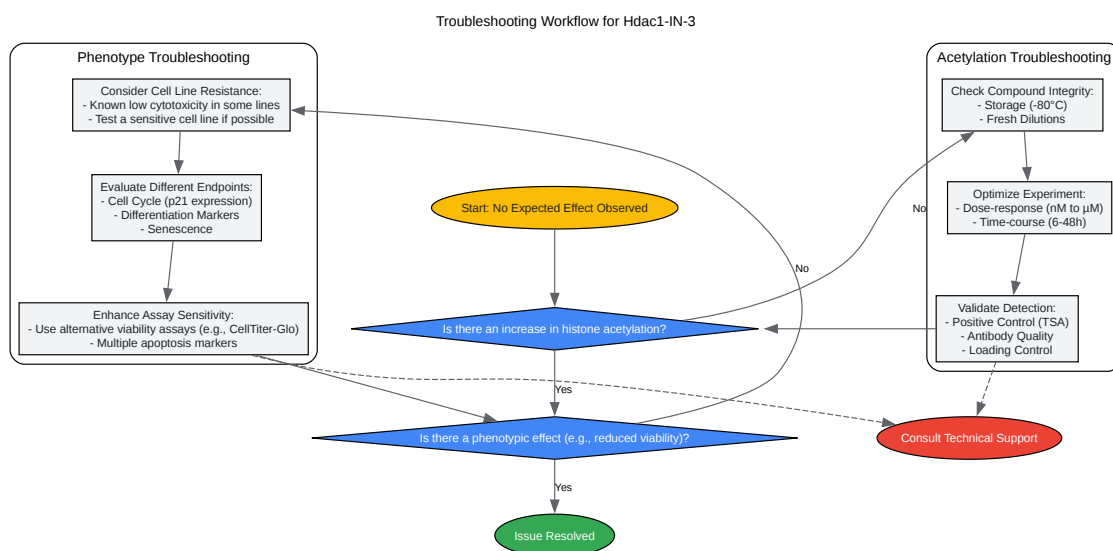 Troubleshooting Workflow for Hdac1-IN-3
Phenotype Troubleshooting
Consider Cell Line Resistance:
- Known low cytotoxicity in some lines
- Test a sensitive cell line if possible
Evaluate Different Endpoints:
- Cell Cycle (p21 expression)
- Differentiation Markers
- Senescence
Enhance Assay Sensitivity:
- Use alternative viability assays (e.g., CellTiter-Glo)
- Multiple apoptosis markers
Start: No Expected Effect Observed
Is there an increase in histone acetylation?
Yes
Is there a phenotypic effect (e.g., reduced viability)?
Yes
Issue Resolved
No
No
Acetylation Troubleshooting
Check Compound Integrity:
- Storage (-80°C)
- Fresh Dilutions
Optimize Experiment:
- Dose-response (nM to µM)
- Time-course (6-48h)
Validate Detection:
- Positive Control (TSA)
- Antibody Quality
- Loading Control
Consult Technical Support